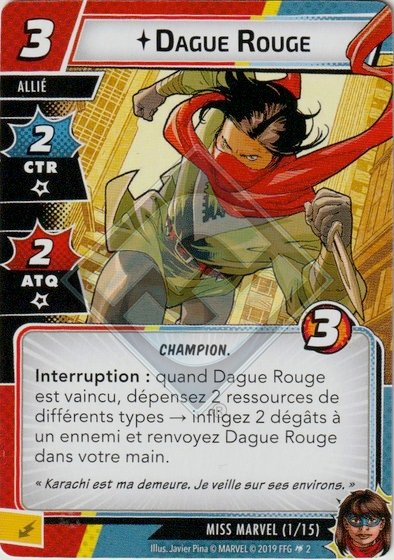 3
DAGUE ROUGE
ALLIÉ
2
CTR
2
ATQ
3
CHAMPION.
Interruption : quand Dague Rouge
est vaincu, dépensez 2 ressources de
différents types → infligez 2 dégâts à
un ennemi et renvoyez Dague Rouge
dans votre main.
« Karachi est ma demeure. Je veille sur ses environs. »
MISS MARVEL (1/15)
Illus. Javier Pina © MARVEL © 2019 FFG 2